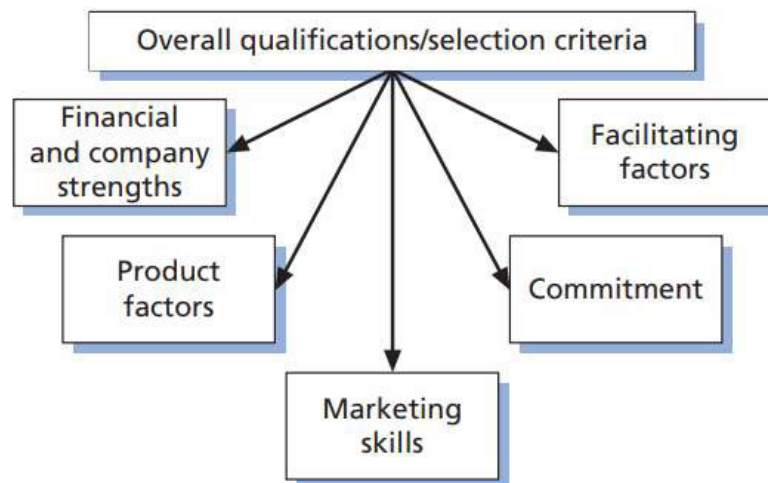 Overall qualifications/selection criteria
Financial
and company
strengths
Facilitating
factors
Product
factors
Commitment
Marketing
skills